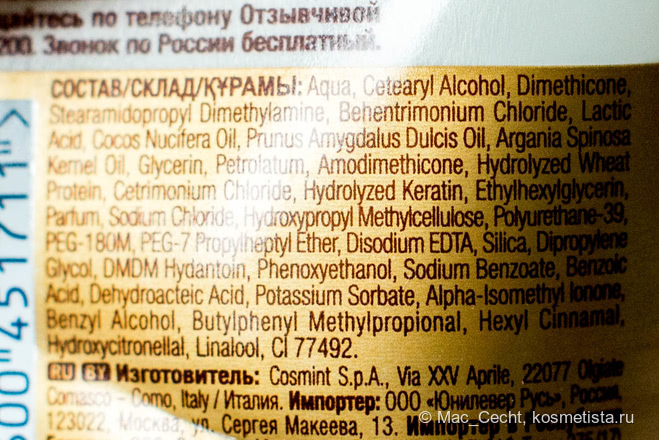 щайтесь по телефону Отзывчивой
200. Звонок по России бесплатный.
СОСТАВ/СКЛАД/ҚҰРАМЫ: Aqua, Cetearyl Alcohol, Dimethicone,
Stearamidopropyl Dimethylamine, Behentrimonium Chloride, Lactic
Acid, Cocos Nucifera Oil, Prunus Amygdalus Dulcis Oil, Argania Spinosa
Kernel Oil, Glycerin, Petrolatum, Amodimethicone, Hydrolyzed Wheat
Protein, Cetrimonium Chloride, Hydrolyzed Keratin, Ethylhexylglycerin,
Parfum, Sodium Chloride, Hydroxypropyl Methylcellulose, Polyurethane-39,
PEG-180M, PEG-7 Propylheptyl Ether, Disodium EDTA, Silica, Dipropylene
Glycol, DMDM Hydantoin, Phenoxyethanol, Sodium Benzoate, Benzoic
Acid, Dehydroacteic Acid, Potassium Sorbate, Alpha-Isomethyl Ionone,
Benzyl Alcohol, Butylphenyl Methylpropional, Hexyl Cinnamal,
Hydroxycitronellal, Linalool, CI 77492.
RU BY Изготовитель: Cosmint S.p.A., Via XXV Aprile, 22077 Olgiate
Comasco – Como, Italy / Италия. Импортер: ООО «Юнилевер Русь», Россия,
123022, Москва, ул. Сергея Макеева, 13. Импортер
00"451711">
© Mac_Cecht, kosmetista.ru